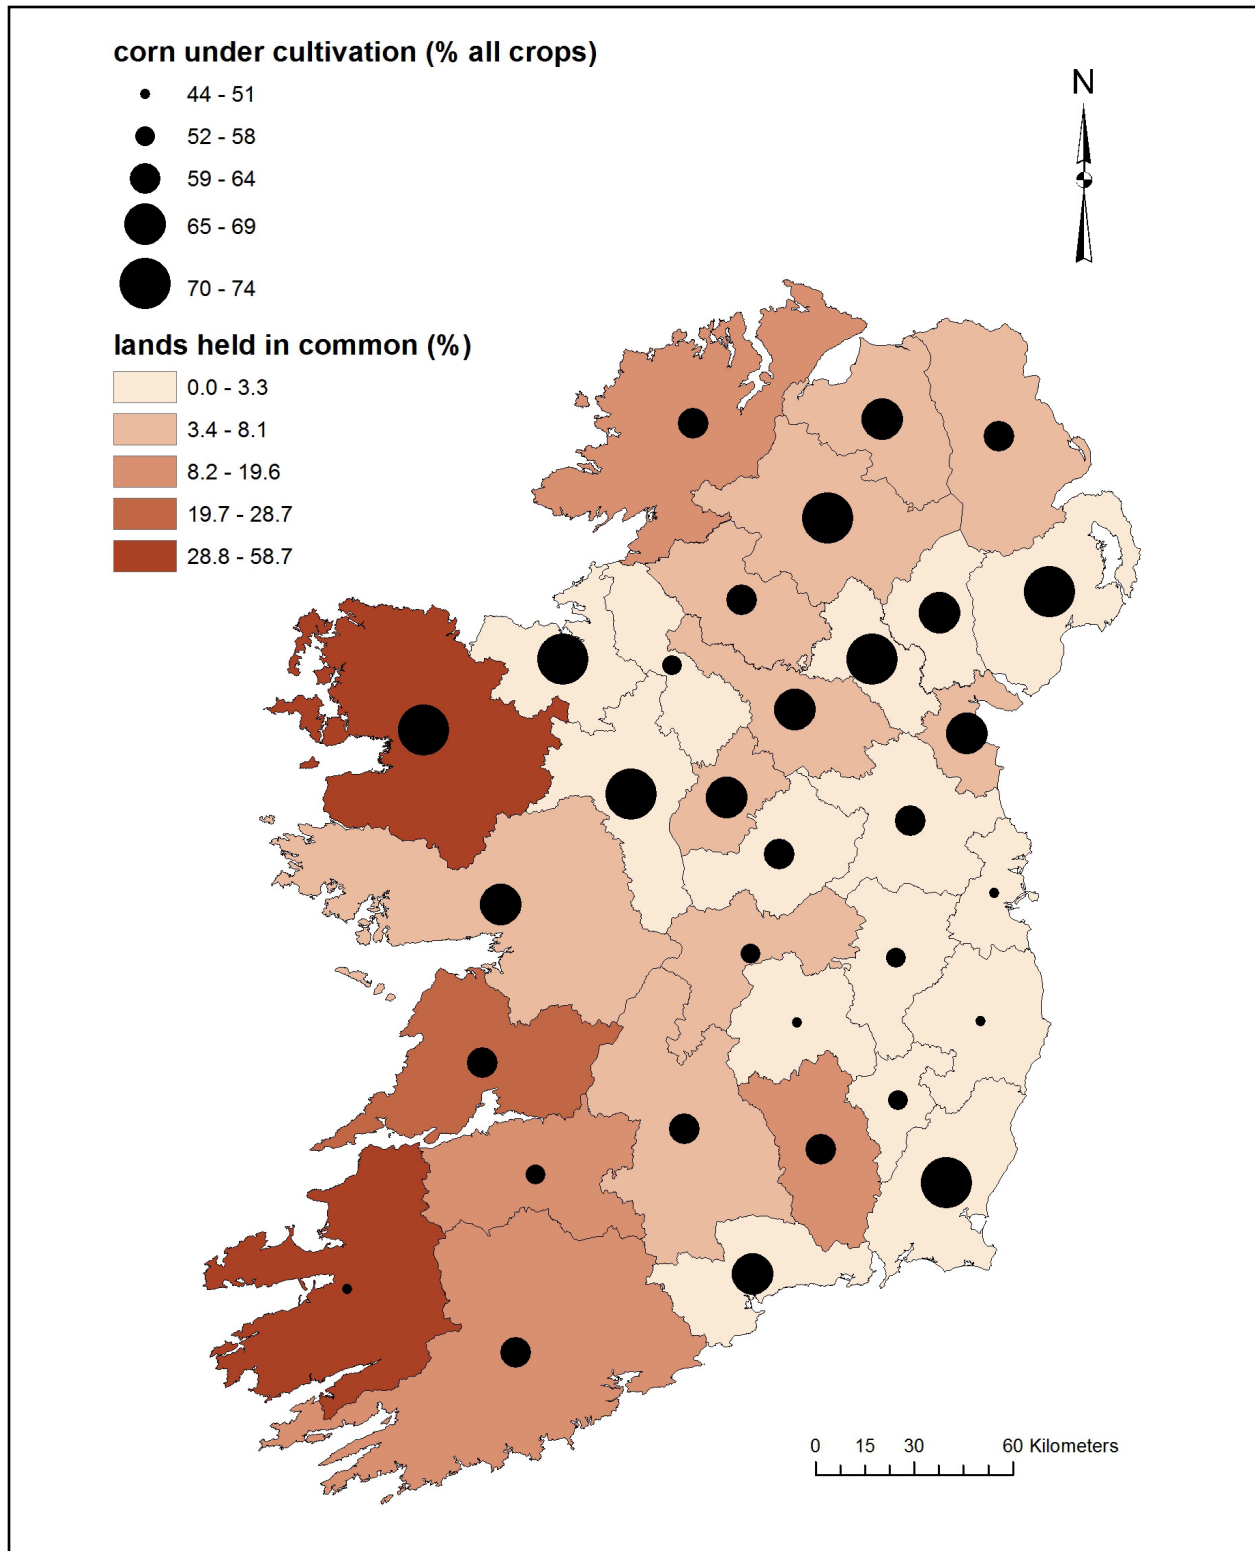 corn under cultivation (% all crops)
44 - 51
52 - 58
59 - 64
65 - 69
70 - 74
lands held in common (%)
0.0 - 3.3
3.4 - 8.1
8.2 - 19.6
19.7 - 28.7
28.8 - 58.7
N
0 15 30 60 Kilometers